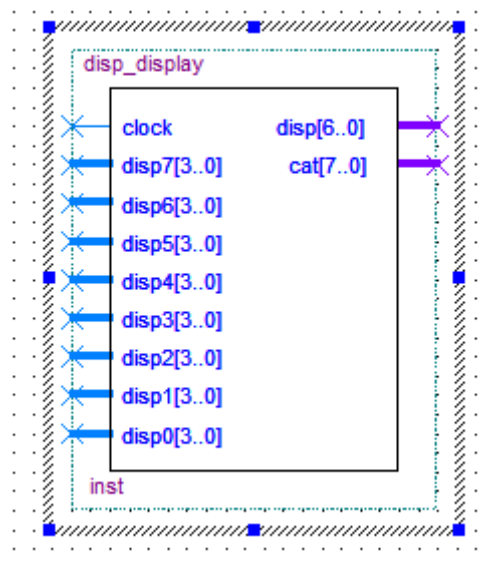 disp_display
clock disp[6..0]
disp7[3..0] cat[7..0]
disp6[3..0]
disp5[3..0]
disp4[3..0]
disp3[3..0]
disp2[3..0]
disp1[3..0]
disp0[3..0]
inst